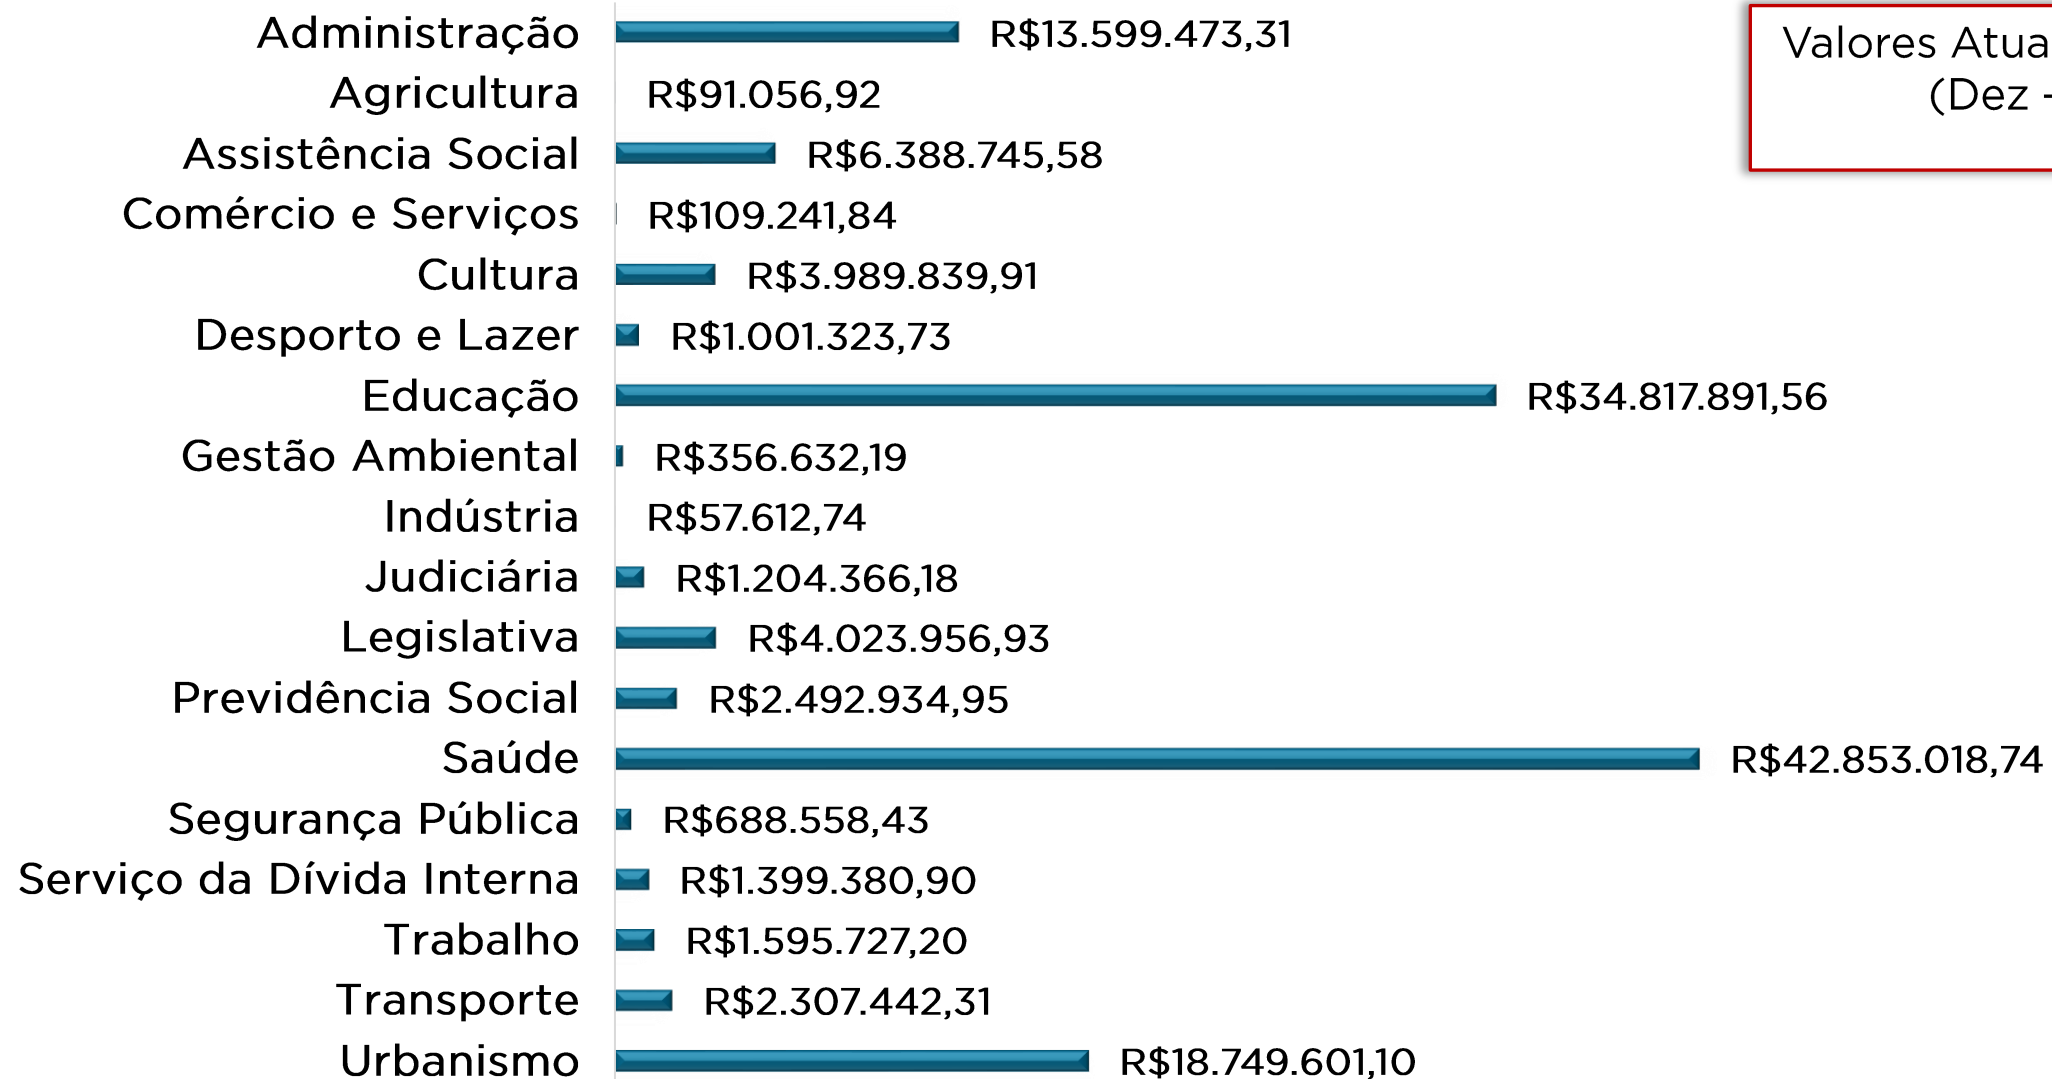 Administração R$13.599.473,31
Agricultura R$91.056,92
Assistência Social R$6.388.745,58
Comércio e Serviços R$109.241,84
Cultura R$3.989.839,91
Desporto e Lazer R$1.001.323,73
Educação R$34.817.891,56
Gestão Ambiental R$356.632,19
Indústria R$57.612,74
Judiciária R$1.204.366,18
Legislativa R$4.023.956,93
Previdência Social R$2.492.934,95
Saúde R$42.853.018,74
Segurança Pública R$688.558,43
Serviço da Dívida Interna R$1.399.380,90
Trabalho R$1.595.727,20
Transporte R$2.307.442,31
Urbanismo R$18.749.601,10
Valores
(Dez -